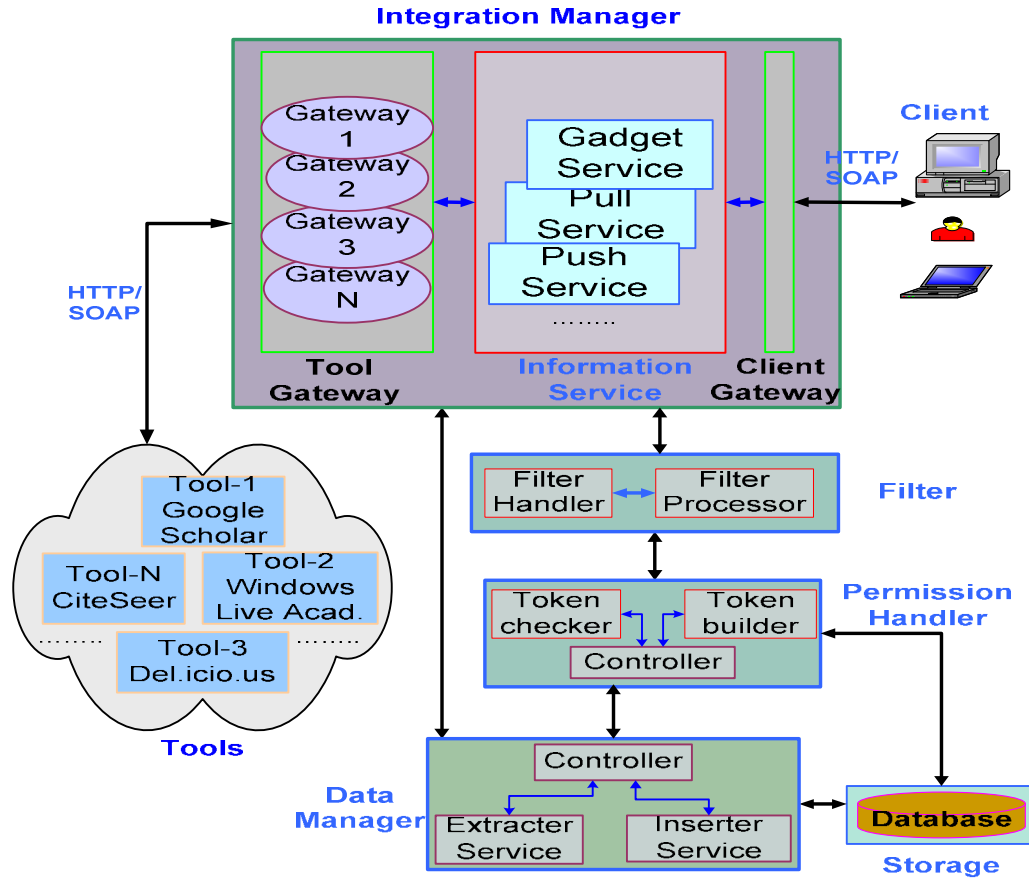 Integration Manager
Gateway
1
Gateway
2
Gateway
3
Gateway
N
Tool
Gateway
Gadget
Service
Pull
Service
Push
Service
........
Information
Service
Client
Gateway
HTTP/
SOAP
Client
HTTP/
SOAP
Tool-1
Google
Scholar
Tool-N
CiteSeer
Tool-2
Windows
Live Acad.
........
Tool-3
Del.icio.us
........
Tools
Filter
Handler
Filter
Processor
Filter
Token
checker
Token
builder
Controller
Permission
Handler
Controller
Extracter
Service
Inserter
Service
Data
Manager
Database
Storage